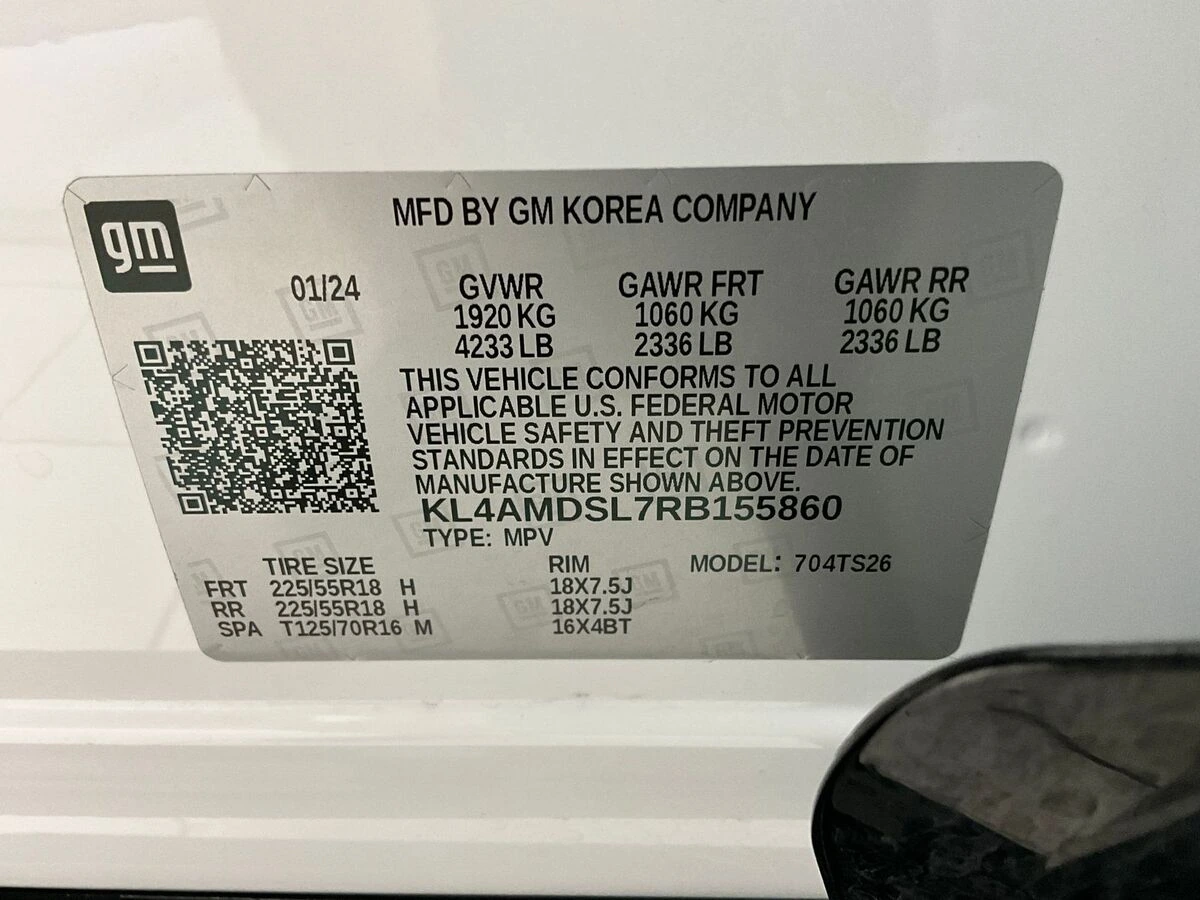 gm
MFD BY GM KOREA COMPANY
01/24 GVWR GAWR FRT GAWR RR
1920 KG 1060 KG 1060 KG
4233 LB 2336 LB 2336 LB
THIS VEHICLE CONFORMS TO ALL
APPLICABLE U.S. FEDERAL MOTOR
VEHICLE SAFETY AND THEFT PREVENTION
STANDARDS IN EFFECT ON THE DATE OF
MANUFACTURE SHOWN ABOVE.
KL4AMDSL7RB155860
TYPE: MPV
TIRE SIZE RIM MODEL: 704TS26
FRT 225/55R18 H 18X7.5J
RR 225/55R18 H 18X7.5J
SPA T125/70R16 M 16X4BT